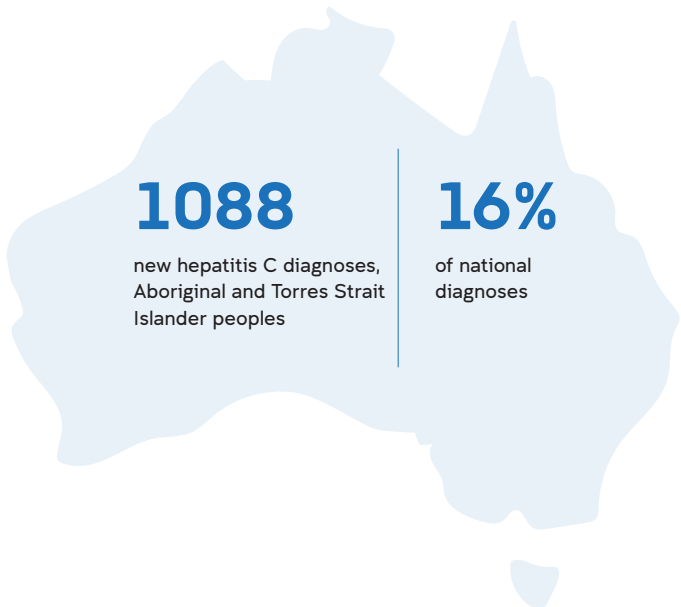 1088
new hepatitis C diagnoses,
Aboriginal and Torres Strait
Islander peoples
16%
of national
diagnoses